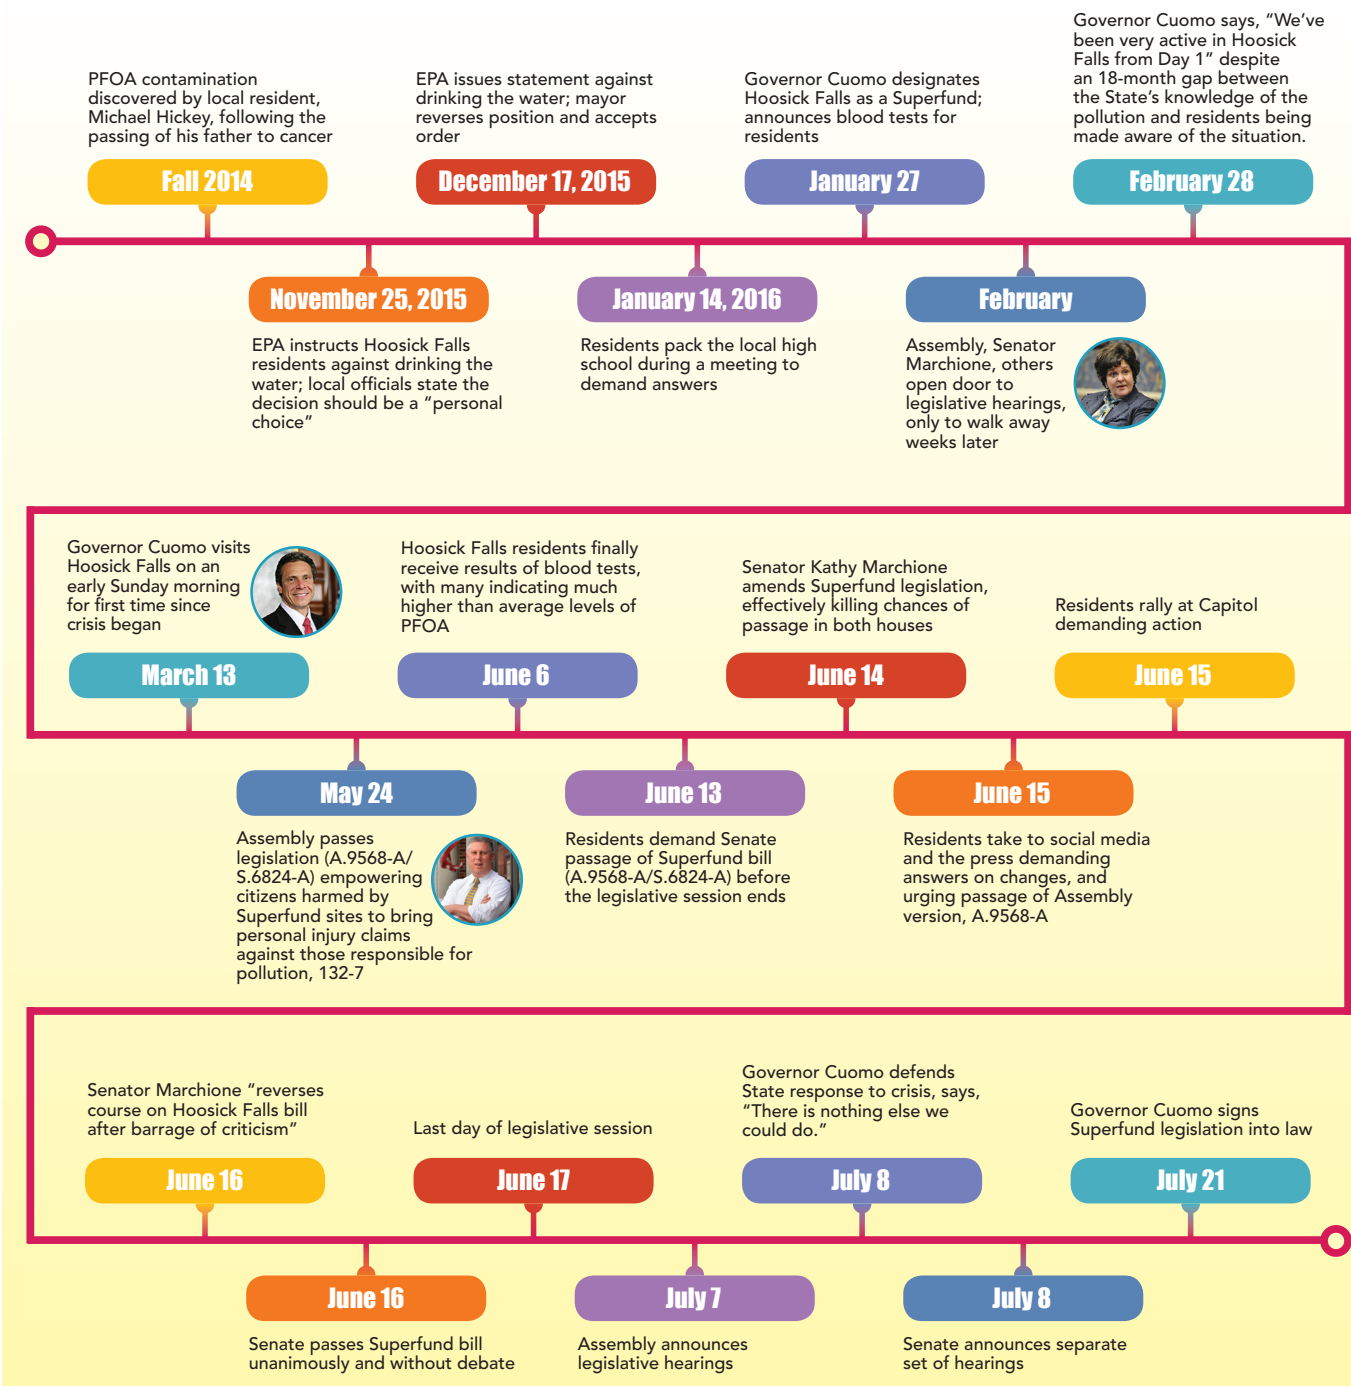 PFOA contamination
discovered by local resident,
Michael Hickey, following the
passing of his father to cancer
Fall 2014
November 25, 2015
EPA instructs Hoosick Falls
residents against drinking the
water; local officials state the
decision should be a “personal
choice”
EPA issues statement against
drinking the water; mayor
reverses position and accepts
order
December 17, 2015
January 14, 2016
Residents pack the local high
school during a meeting to
demand answers
Governor Cuomo designates
Hoosick Falls as a Superfund;
announces blood tests for
residents
January 27
February
Assembly, Senator
Marchione, others
open door to
legislative hearings,
only to walk away
weeks later
Governor Cuomo says, “We’ve
been very active in Hoosick
Falls from Day 1” despite
an 18-month gap between
the State’s knowledge of the
pollution and residents being
made aware of the situation.
February 28
Governor Cuomo visits
Hoosick Falls on an
early Sunday morning
for first time since
crisis began
March 13
May 24
Assembly passes
legislation (A.9568-A/
S.6824-A) empowering
citizens harmed by
Superfund sites to bring
personal injury claims
against those responsible for
pollution, 132-7
Hoosick Falls residents finally
receive results of blood tests,
with many indicating much
higher than average levels of
PFOA
June 6
June 13
Residents demand Senate
passage of Superfund bill
(A.9568-A/S.6824-A) before
the legislative session ends
Senator Kathy Marchione
amends Superfund legislation,
effectively killing chances of
passage in both houses
June 14
June 15
Residents take to social media
and the press demanding
answers on changes, and
urging passage of Assembly
version, A.9568-A
Residents rally at Capitol
demanding action
June 15
Senator Marchione “reverses
course on Hoosick Falls bill
after barrage of criticism”
June 16
June 16
Senate passes Superfund bill
unanimously and without debate
Last day of legislative session
June 17
July 7
Assembly announces
legislative hearings
Governor Cuomo defends
State response to crisis, says,
“There is nothing else we
could do.”
July 8
July 8
Senate announces separate
set of hearings
Governor Cuomo signs
Superfund legislation into law
July 21